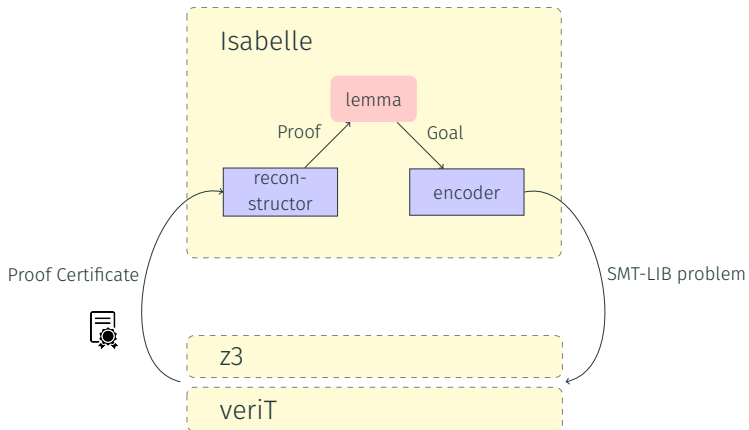 Isabelle
lemma
Proof
Goal
recon-
structor
encoder
Proof Certificate
SMT-LIB problem
z3
veriT